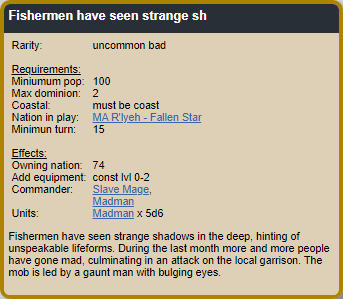 Fishermen have seen strange sh
Rarity: uncommon bad
Requirements:
Miniumum pop: 100
Max dominion: 2
Coastal: must be coast
Nation in play: MA R'lyeh - Fallen Star
Minimun turn: 15
Effects:
Owning nation: 74
Add equipment: const lvl 0-2
Commander: Slave Mage,
Madman
Units: Madman x 5d6
Fishermen have seen strange shadows in the deep, hinting of
unspeakable lifeforms. During the last month more and more people
have gone mad, culminating in an attack on the local garrison. The
mob is led by a gaunt man with bulging eyes.